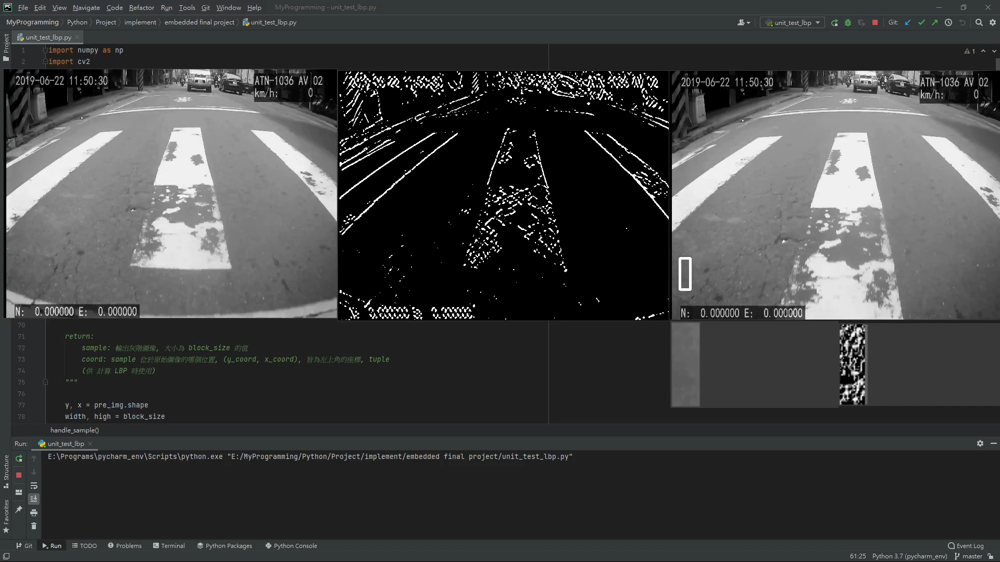 File Edit View Navigate Code Refactor Run Tools Git Window Help MyProgramming - unit_test_lbp.py
MyProgramming Python Project implement embedded final project unit_test_lbp.py unit_test_lbp Git:
Project
unit_test_lbp.py
1 import numpy as np
2 import cv2
1
2019-06-22 11:50:30 ATN-1036 AV 02
km/h: 0
N: 0.000000 E: 0.000000
2019-06-22 11:50:30 ATN-1036 AV 02
km/h: 0
N: 0.000000 E: 0.000000
70
71 return:
72 sample: 輸出灰階圖像, 大小為 block_size 的值
73 coord: sample 位於原始圖像的哪個位置, (y_coord, x_coord), 皆為左上角的座標, tuple
74 (供 計算 LBP 時使用)
75 """
76
77 y, x = pre_img.shape
78 width, high = block_size
handle_sample()
Run: unit_test_lbp
E:\Programs\pycharm_env\Scripts\python.exe "E:/MyProgramming/Python/Project/implement/embedded final project/unit_test_lbp.py"
Structure
Favorites
Git Run TODO Problems Terminal Python Packages Python Console Event Log
61:25 Python 3.7 (pycharm_env) master